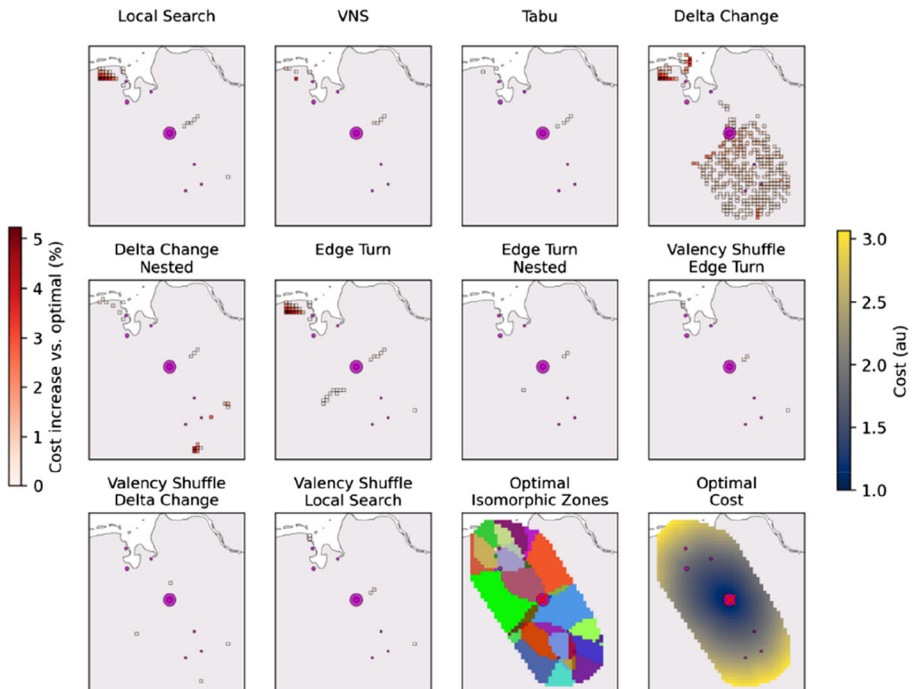 Local Search
VNS
Tabu
Delta Change
Delta Change
Nested
Edge Turn
Edge Turn
Nested
Valency Shuffle
Edge Turn
Valency Shuffle
Delta Change
Valency Shuffle
Local Search
Optimal
Isomorphic Zones
Optimal
Cost
Cost increase vs. optimal (%)
5
4
3
2
1
0
Cost (au)
3.0
2.5
2.0
1.5
1.0